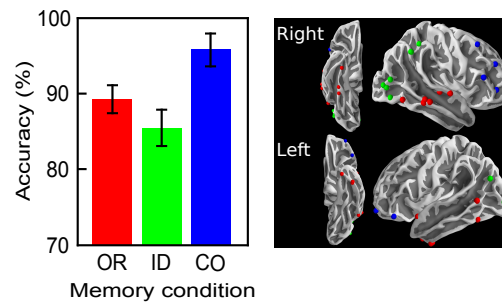 Accuracy (%)
100
90
80
70
OR ID CO
Memory condition
Right
Left